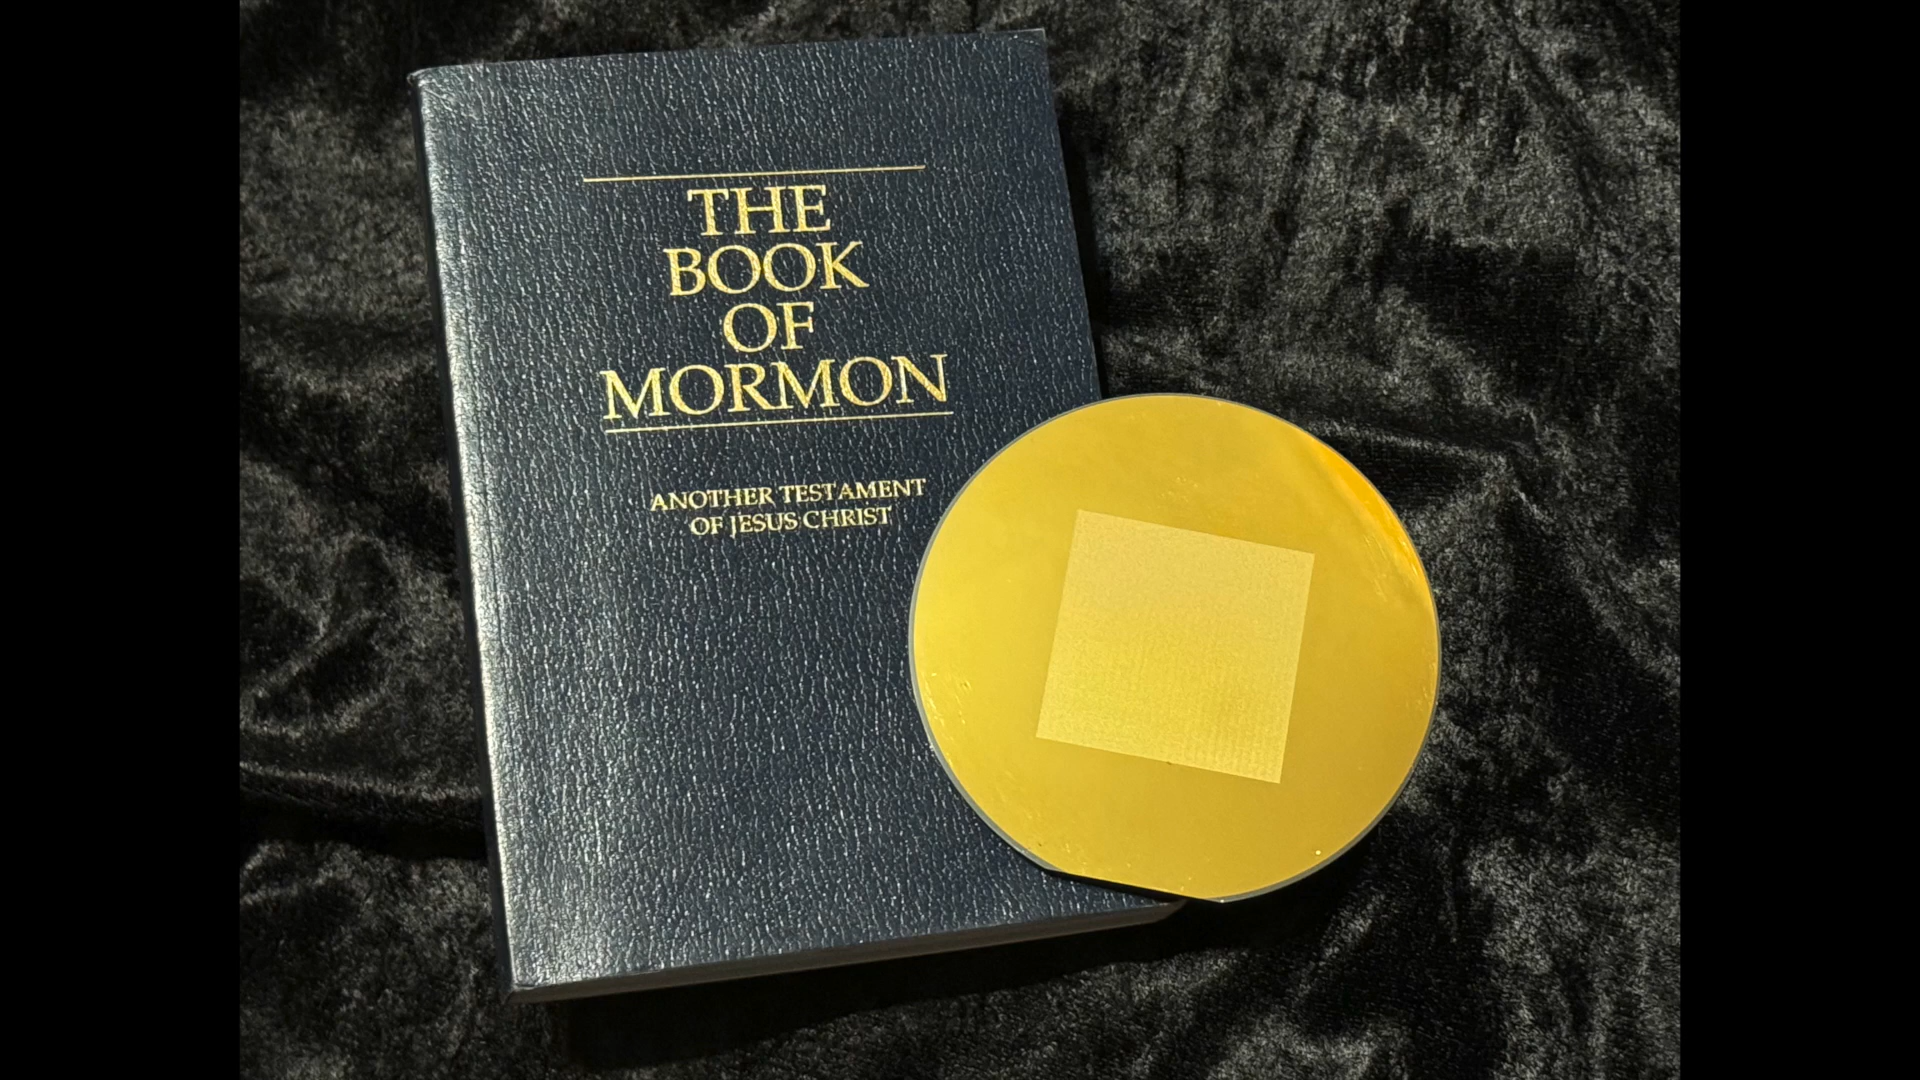 THE
BOOK
OF
MORMON
ANOTHER TESTAMENT
OF JESUS CHRIST